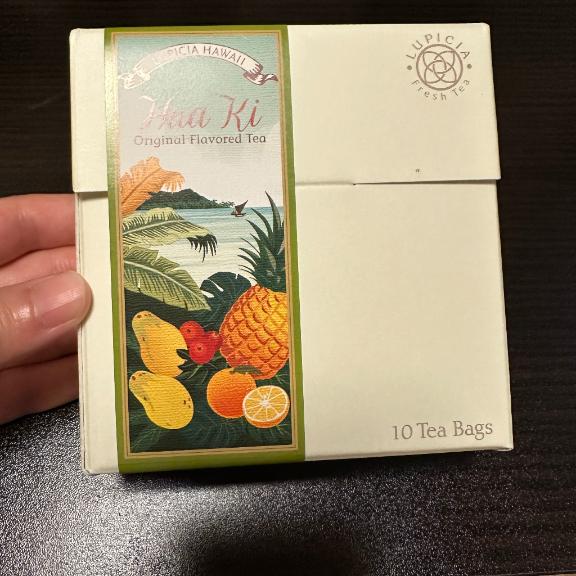 LUPICIA HAWAII
Hua Ki
Original Flavored Tea
LUPICIA
Fresh Tea
10 Tea Bags